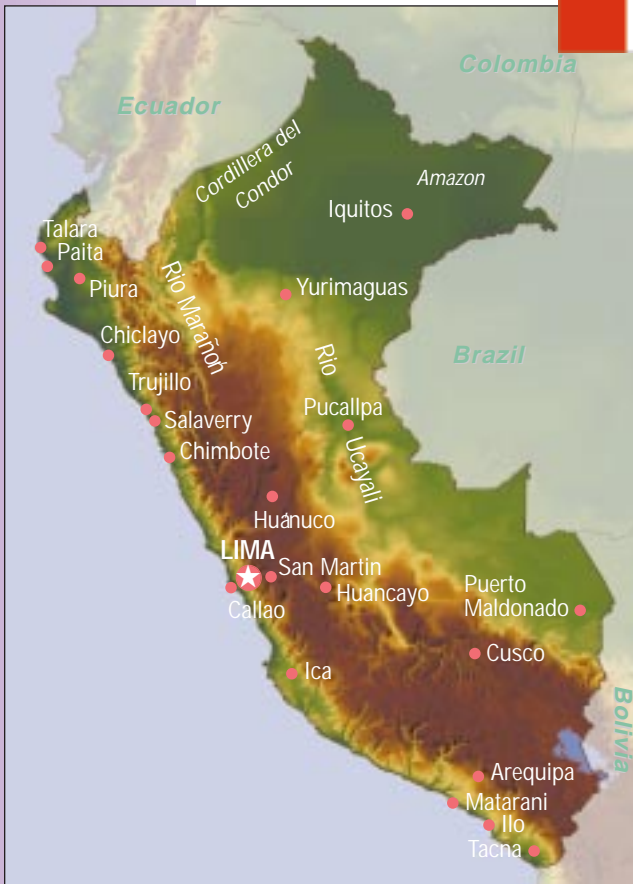 Colombia
Ecuador
Cordillera del
Condor
Amazon
Iquitos
Talara
Paita
Piura
Rio Marañón
Yurimaguas
Chiclayo
Rio
Brazil
Trujillo
Salaverry
Pucallpa
Chimbote
Ucayali
Huánuco
LIMA
San Martin
Huancayo
Callao
Puerto
Maldonado
Cusco
Ica
Bolivia
Arequipa
Matarani
Ilo
Tacna